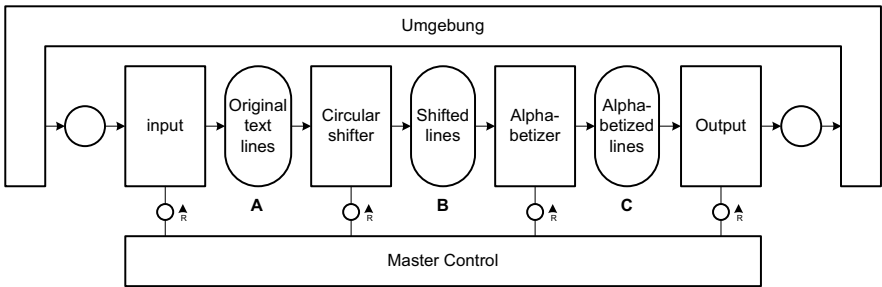 Umgebung
input
Original
text
lines
Circular
shifter
Shifted
lines
Alpha-
betizer
Alpha-
betized
lines
Output
A
B
C
R
R
R
R
Master Control